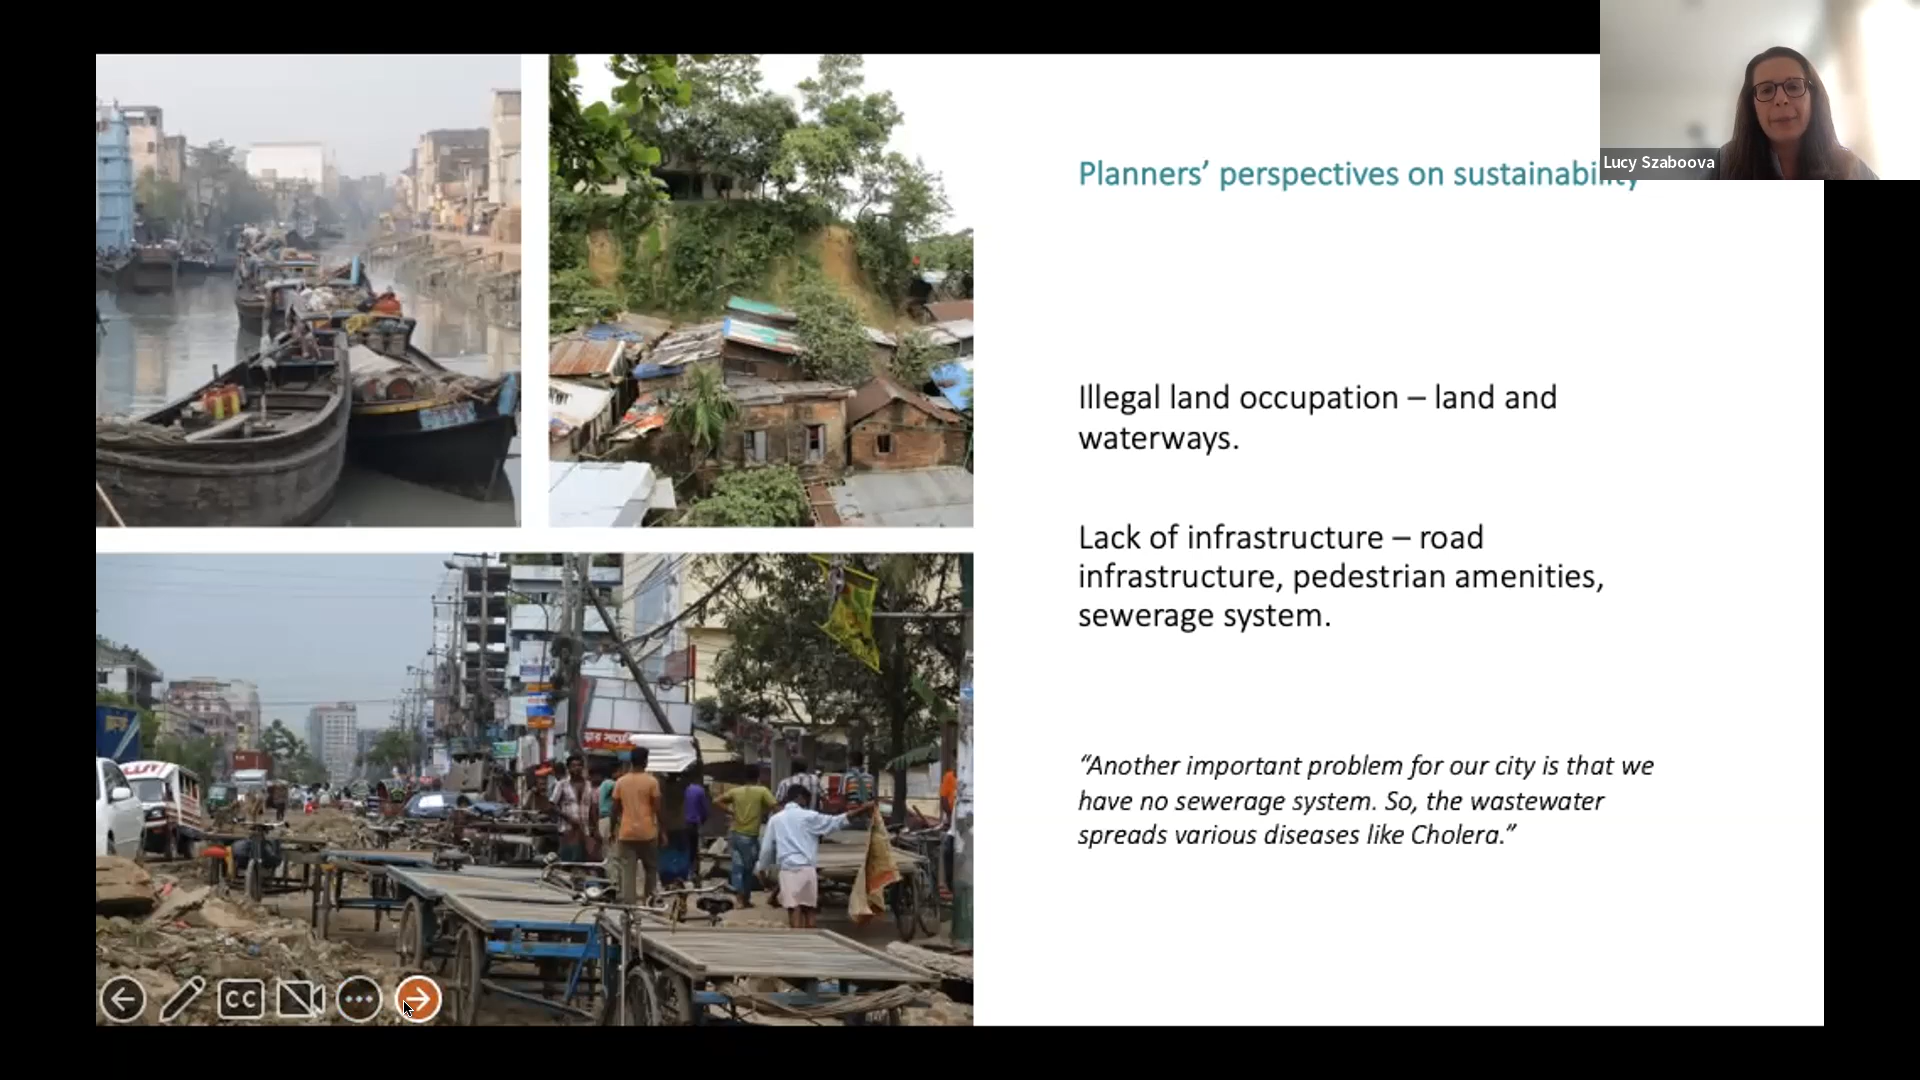 Lucy Szaboova
Planners’ perspectives on sustainability
Illegal land occupation – land and
waterways.
Lack of infrastructure – road
infrastructure, pedestrian amenities,
sewerage system.
“Another important problem for our city is that we
have no sewerage system. So, the wastewater
spreads various diseases like Cholera.”
CC